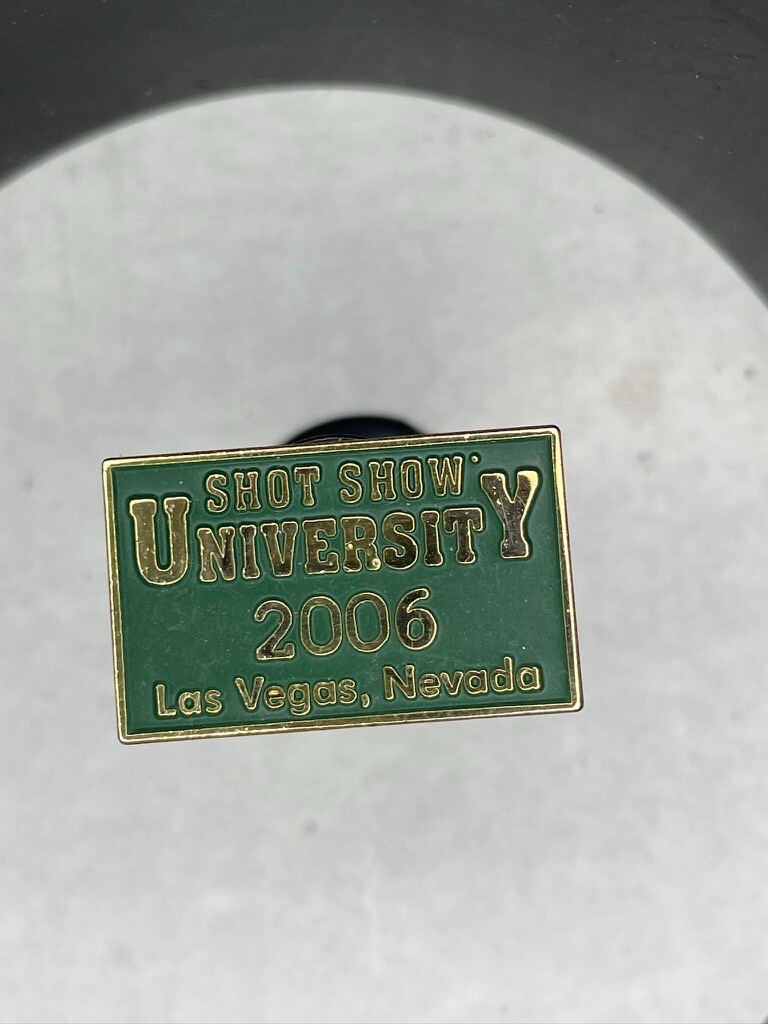 SHOT SHOW
UNIVERSITY
2006
Las Vegas, Nevada